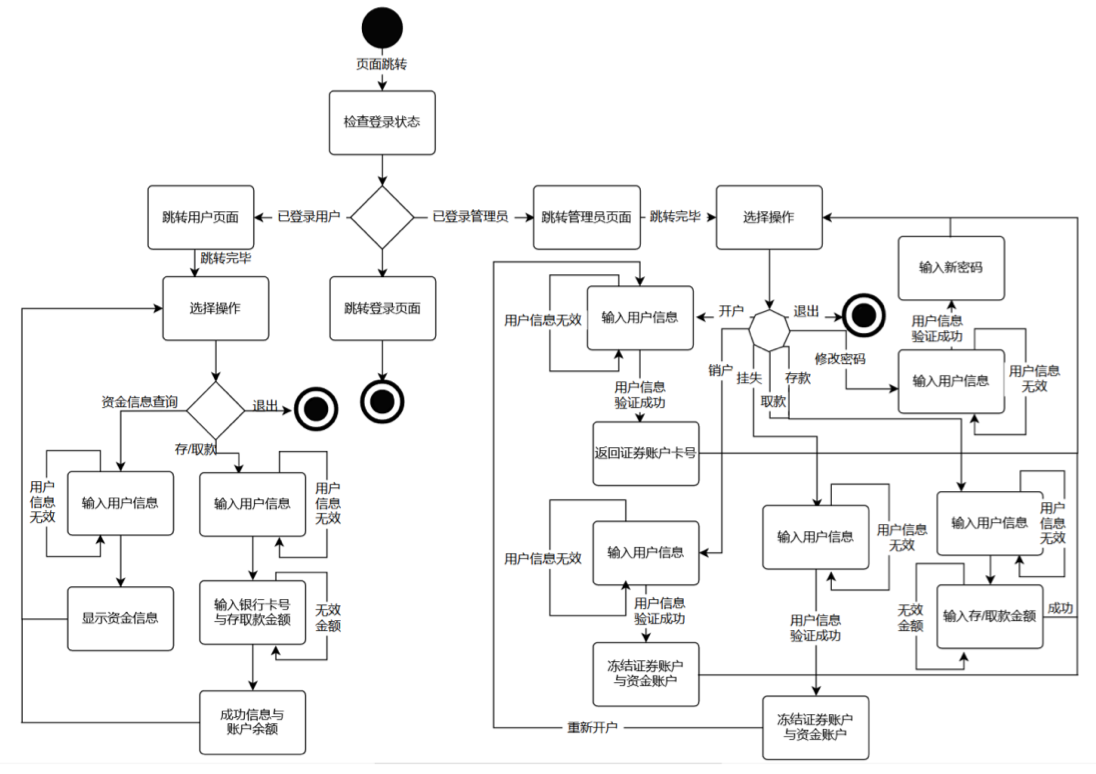 页面跳转
检查登录状态
跳转用户页面
已登录用户
已登录管理员
跳转管理员页面
跳转完毕
选择操作
跳转完毕
选择操作
跳转登录页面
输入新密码
用户信息
验证成功
用户信息无效
输入用户信息
开户
退出
修改密码
输入用户信息
用户信息
无效
销户
挂失
存款
取款
用户信息
验证成功
返回证券账户卡号
资金信息查询
退出
存/取款
用户
信息
无效
输入用户信息
输入用户信息
用户
信息
无效
用户信息无效
输入用户信息
输入用户信息
用户信息
无效
输入用户信息
用户
信息
无效
显示资金信息
输入银行卡号
与存取款金额
无效
金额
用户信息
验证成功
用户信息
验证成功
无效
金额
输入存/取款金额
成功
冻结证券账户
与资金账户
成功信息与
账户余额
重新开户
冻结证券账户
与资金账户